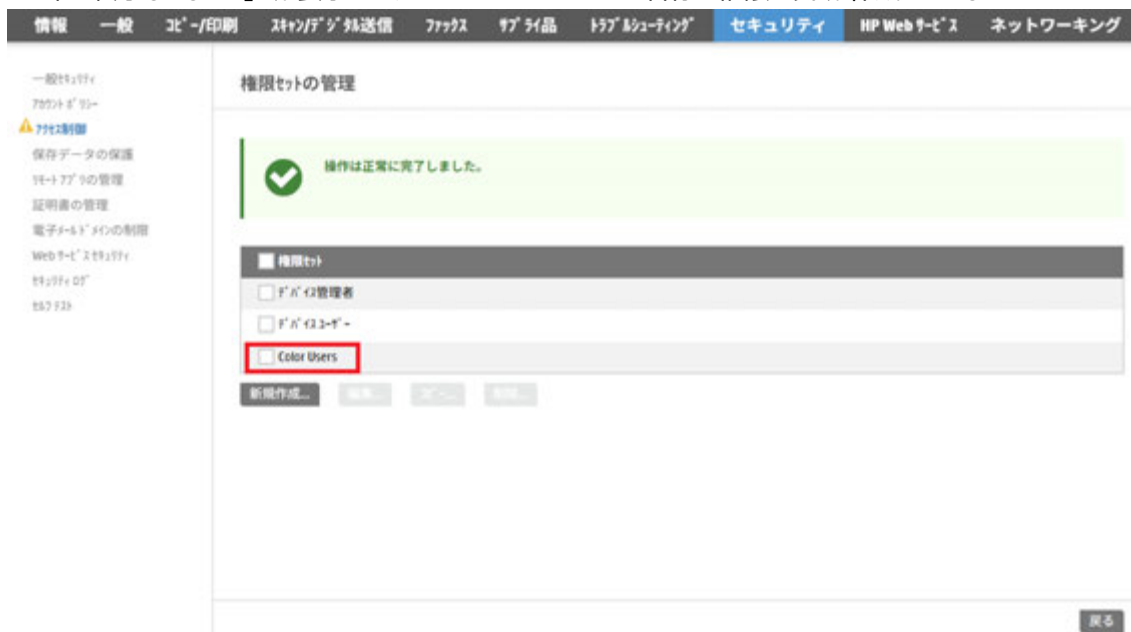 情報 一般 ｺﾋﾟｰ/印刷 ｽｷｬﾝ/ﾃﾞｼﾞﾀﾙ送信 ﾌｧｯｸｽ ｻﾌﾟﾗｲ品 ﾄﾗﾌﾞﾙｼｭｰﾃｨﾝｸﾞ セキュリティ HP Web ｻｰﾋﾞｽ ネットワーキング
一般ｾｷｭﾘﾃｨ
ｱｶｳﾝﾄ ﾎﾟﾘｼｰ
ｱｸｾｽ制御
保存データの保護
ﾘﾓｰﾄ ｱﾌﾟﾘの管理
証明書の管理
電子ﾒｰﾙ ﾄﾞﾒｲﾝの制限
Web ｻｰﾋﾞｽ ｾｷｭﾘﾃｨ
ｾｷｭﾘﾃｨ ﾛｸﾞ
ｾﾙﾌ ﾃｽﾄ
権限ｾｯﾄの管理
操作は正常に完了しました。
権限ｾｯﾄ
ﾃﾞﾊﾞｲｽ管理者
ﾃﾞﾊﾞｲｽ ﾕｰｻﾞｰ
Color Users
新規作成... 編集... ｺﾋﾟｰ... 削除...
戻る